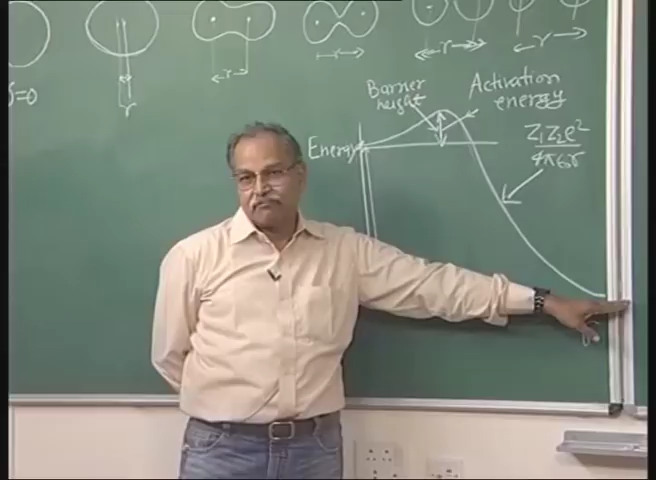 r=0
r
r
r
r
Barrier
height
Activation
energy
Energy
Z₁Z₂e²
4πϵ₀r